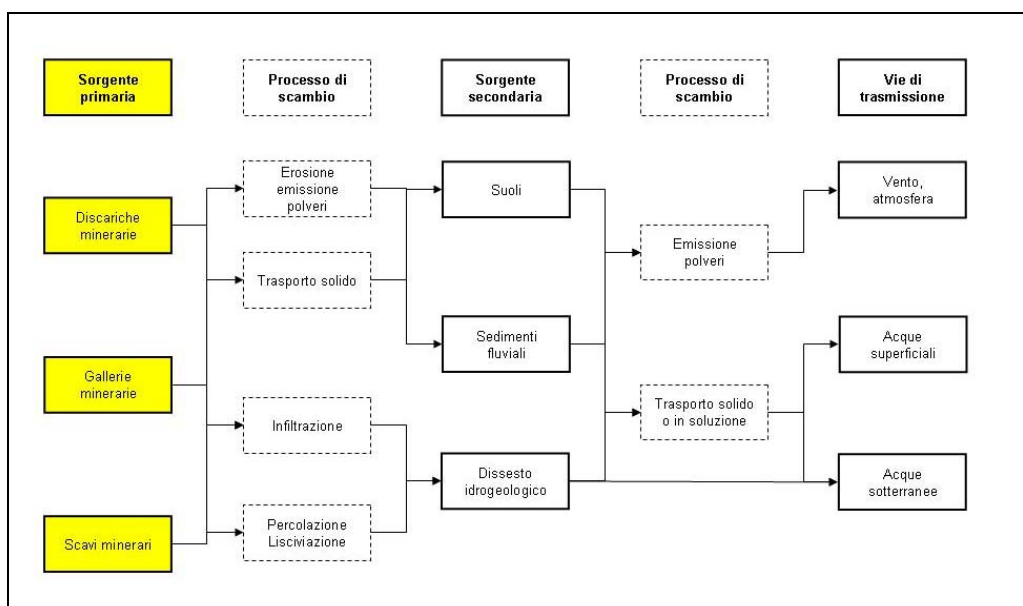 Sorgente
primaria
Processo di
scambio
Sorgente
secondaria
Processo di
scambio
Vie di
trasmissione
Discariche
minerarie
Gallerie
minerarie
Scavi minerari
Erosione
emissione
polveri
Trasporto solido
Infiltrazione
Percolazione
Lisciviazione
Suoli
Sedimenti
fluviali
Dissesto
idrogeologico
Emissione
polveri
Trasporto solido
o in soluzione
Vento,
atmosfera
Acque
superficiali
Acque
sotterranee